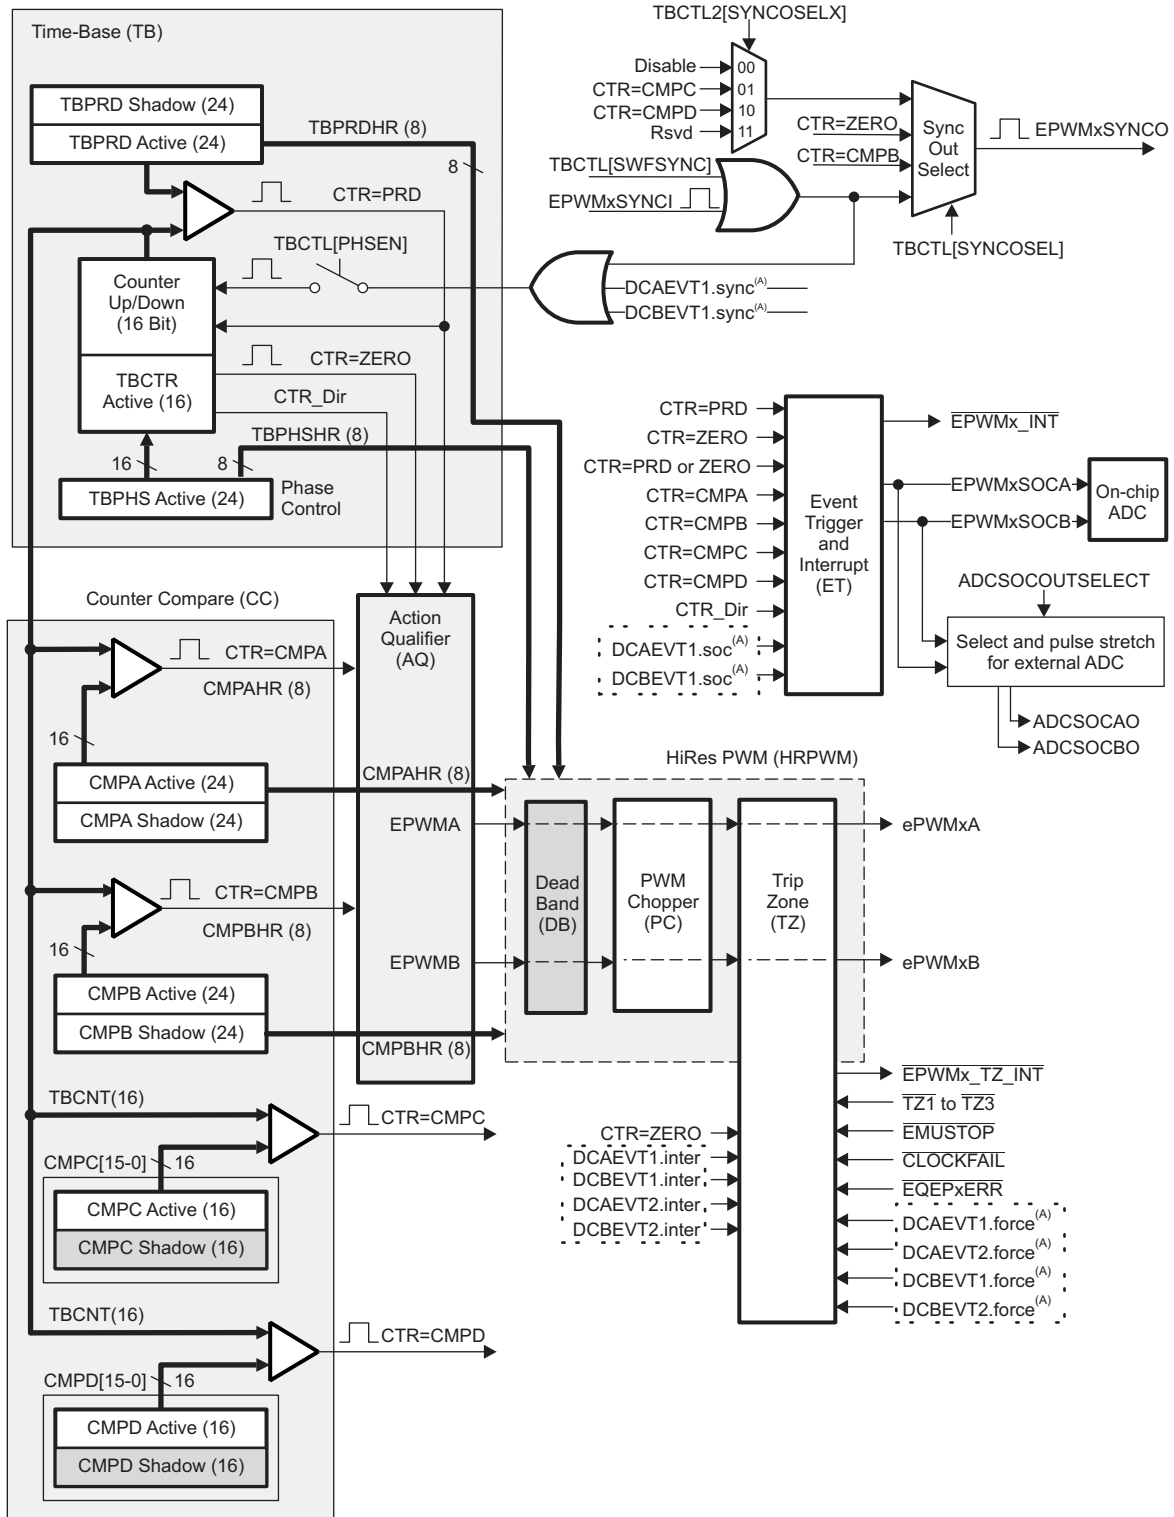 TBCTL2[SYNCOSELX]
Time-Base (TB)
Disable
00
CTR=CMPC
01
CTR=CMPD
10
Rsvd
11
TBPRD Shadow (24)
TBPRD Active (24)
TBPRDHR (8)
8
CTR=ZERO
CTR=CMPB
Sync
Out
Select
EPWMxSYNCO
TBCTL[SWFSYNC]
EPWMxSYNCI
TBCTL[SYNCOSEL]
CTR=PRD
TBCTL[PHSEN]
DCAEVT1.sync(A)
DCBEVT1.sync(A)
Counter
Up/Down
(16 Bit)
TBCTR
Active (16)
CTR=ZERO
CTR_Dir
TBPHSHR (8)
16
8
TBPHS Active (24)
Phase
Control
CTR=PRD
CTR=ZERO
CTR=PRD or ZERO
CTR=CMPA
CTR=CMPB
CTR=CMPC
CTR=CMPD
CTR_Dir
DCAEVT1.soc(A)
DCBEVT1.soc(A)
Event
Trigger
and
Interrupt
(ET)
EPWMx_INT
EPWMxSOCA
EPWMxSOCB
On-chip
ADC
ADCSOCOUTSELECT
Select and pulse stretch
for external ADC
ADCSOCAO
ADCSOCBO
Counter Compare (CC)
Action
Qualifier
(AQ)
CTR=CMPA
CMPAHR (8)
16
CMPA Active (24)
CMPA Shadow (24)
CMPAHR (8)
EPWMA
CTR=CMPB
CMPBHR (8)
16
EPWMB
CMPB Active (24)
CMPB Shadow (24)
CMPBHR (8)
HiRes PWM (HRPWM)
Dead
Band
(DB)
PWM
Chopper
(PC)
Trip
Zone
(TZ)
ePWMxA
ePWMxB
EPWMx_TZ_INT
TZ1 to TZ3
EMUSTOP
CLOCKFAIL
EQEPxERR
DCAEVT1.force(A)
DCAEVT2.force(A)
DCBEVT1.force(A)
DCBEVT2.force(A)
CTR=ZERO
DCAEVT1.inter
DCBEVT1.inter
DCAEVT2.inter
DCBEVT2.inter
TBCNT(16)
CTR=CMPC
CMPC[15-0]
16
CMPC Active (16)
CMPC Shadow (16)
TBCNT(16)
CTR=CMPD
CMPD[15-0]
16
CMPD Active (16)
CMPD Shadow (16)